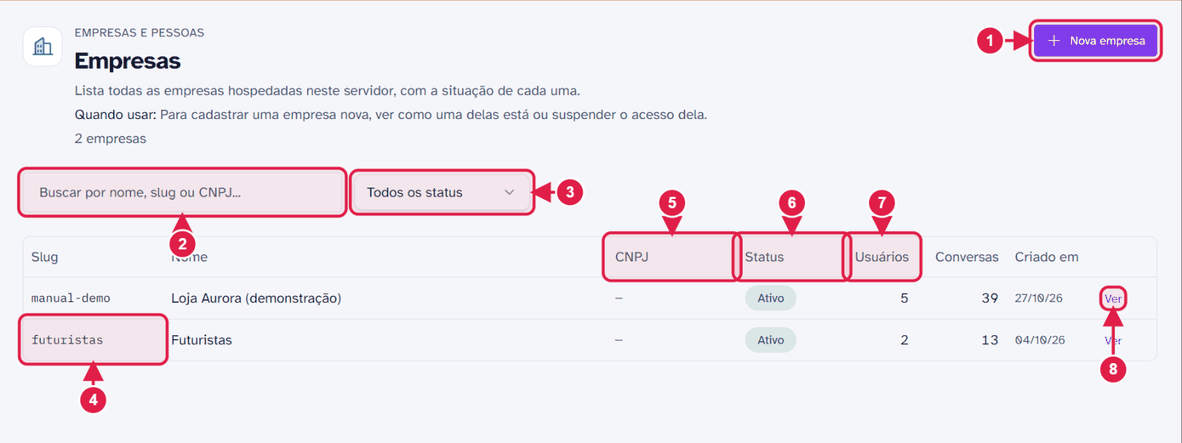 EMPRESAS E PESSOAS
1
+ Nova empresa
Empresas
Lista todas as empresas hospedadas neste servidor, com a situação de cada uma.
Quando usar: Para cadastrar uma empresa nova, ver como uma delas está ou suspender o acesso dela.
2 empresas
Buscar por nome, slug ou CNPJ...
Todos os status
3
5
6
7
2
Slug Nome CNPJ Status Usuários Conversas Criado em
manual-demo Loja Aurora (demonstração) – Ativo 5 39 27/10/26 Ver
futuristas Futuristas – Ativo 2 13 04/10/26 Ver
8
4